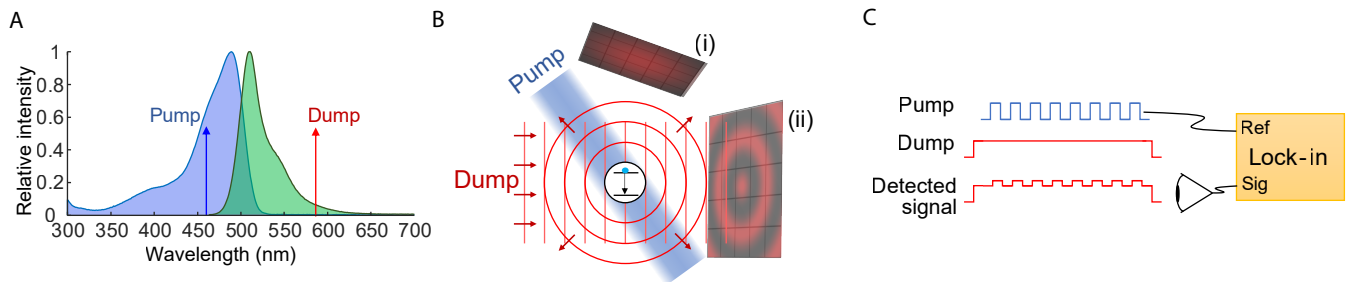 A
Relative intensity
1
0.8
0.6
0.4
0.2
0
Pump
Dump
300 350 400 450 500 550 600 650 700
Wavelength (nm)
B
Pump
(i)
(ii)
Dump
C
Pump
Dump
Detected
signal
Ref
Lock-in
Sig